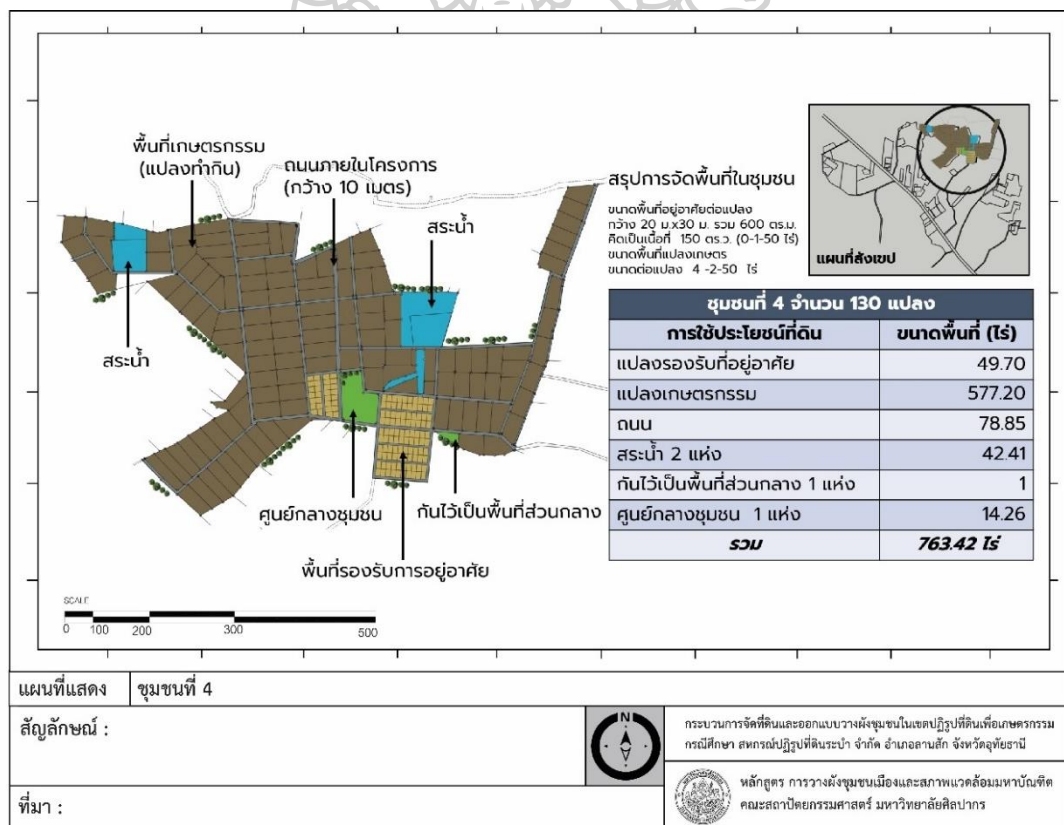 พื้นที่เกษตรกรรม
(แปลงทำกิน)
ถนนภายในโครงการ
(กว้าง 10 เมตร)
สระน้ำ
สระน้ำ
ศูนย์กลางชุมชน
กันไว้เป็นพื้นที่ส่วนกลาง
พื้นที่รองรับการอยู่อาศัย
SCALE
0 100 200 300 500
สรุปการจัดพื้นที่ในชุมชน
ขนาดพื้นที่อยู่อาศัยต่อแปลง
กว้าง 20 ม.x30 ม. รวม 600 ตร.ม.
คิดเป็นเนื้อที่ 150 ตร.ว. (0-1-50 ไร่)
ขนาดพื้นที่แปลงเกษตร
ขนาดต่อแปลง 4 -2-50 ไร่
แผนที่สังเขป
ชุมชนที่ 4 จำนวน 130 แปลง
การใช้ประโยชน์ที่ดิน ขนาดพื้นที่ (ไร่)
แปลงรองรับที่อยู่อาศัย 49.70
แปลงเกษตรกรรม 577.20
ถนน 78.85
สระน้ำ 2 แห่ง 42.41
กันไว้เป็นพื้นที่ส่วนกลาง 1 แห่ง 1
ศูนย์กลางชุมชน 1 แห่ง 14.26
รวม 763.42 ไร่
แผนที่แสดง ชุมชนที่ 4
สัญลักษณ์ :
ที่มา :
N
กระบวนการจัดที่ดินและออกแบบวางผังชุมชนในเขตปฏิรูปที่ดินเพื่อเกษตรกรรม
กรณีศึกษา สหกรณ์ปฏิรูปที่ดินระบำ จำกัด อำเภอลานสัก จังหวัดอุทัยธานี
หลักสูตร การวางผังชุมชนเมืองและสภาพแวดล้อมมหาบัณฑิต
คณะสถาปัตยกรรมศาสตร์ มหาวิทยาลัยศิลปากร